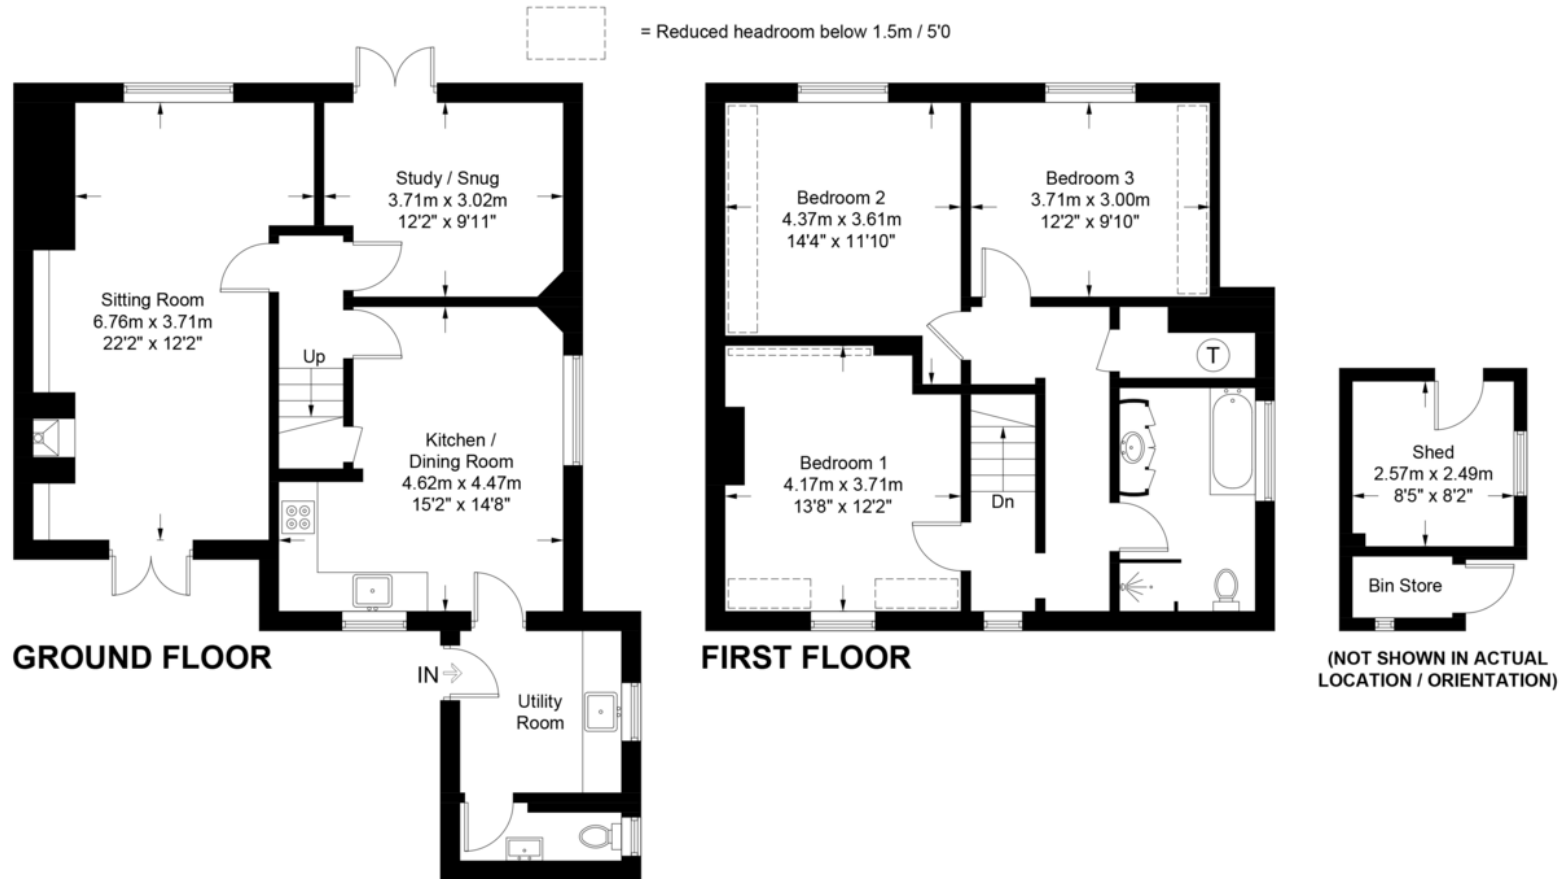 = Reduced headroom below 1.5m / 5'0
Study / Snug
3.71m x 3.02m
12'2" x 9'11"
Sitting Room
6.76m x 3.71m
22'2" x 12'2"
Up
Kitchen /
Dining Room
4.62m x 4.47m
15'2" x 14'8"
GROUND FLOOR
IN
Utility
Room
Bedroom 2
4.37m x 3.61m
14'4" x 11'10"
Bedroom 3
3.71m x 3.00m
12'2" x 9'10"
T
Bedroom 1
4.17m x 3.71m
13'8" x 12'2"
Dn
FIRST FLOOR
Shed
2.57m x 2.49m
8'5" x 8'2"
Bin Store
(NOT SHOWN IN ACTUAL
LOCATION / ORIENTATION)